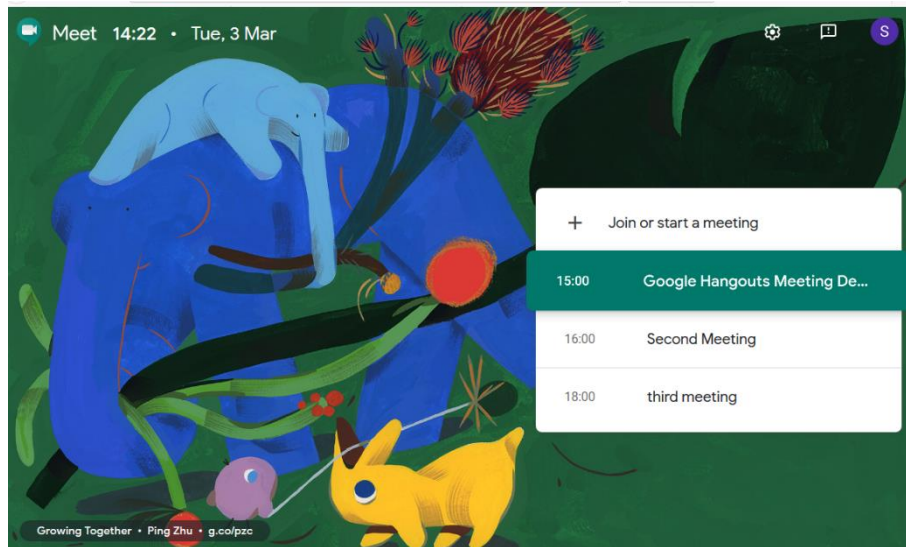 Meet 14:22 • Tue, 3 Mar
S
Join or start a meeting
15:00 Google Hangouts Meeting De...
16:00 Second Meeting
18:00 third meeting
Growing Together • Ping Zhu • g.co/pzc